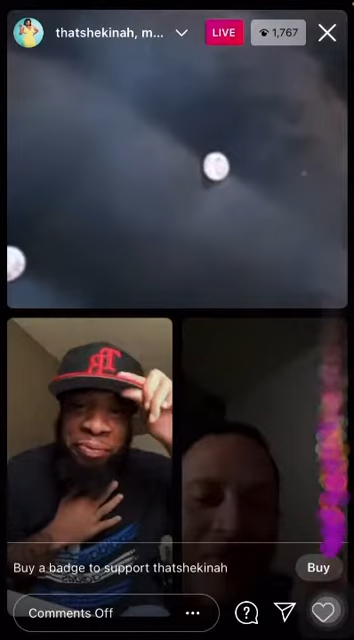 thatshekinah, m...
LIVE
1,767
Buy a badge to support thatshekinah
Buy
Comments Off